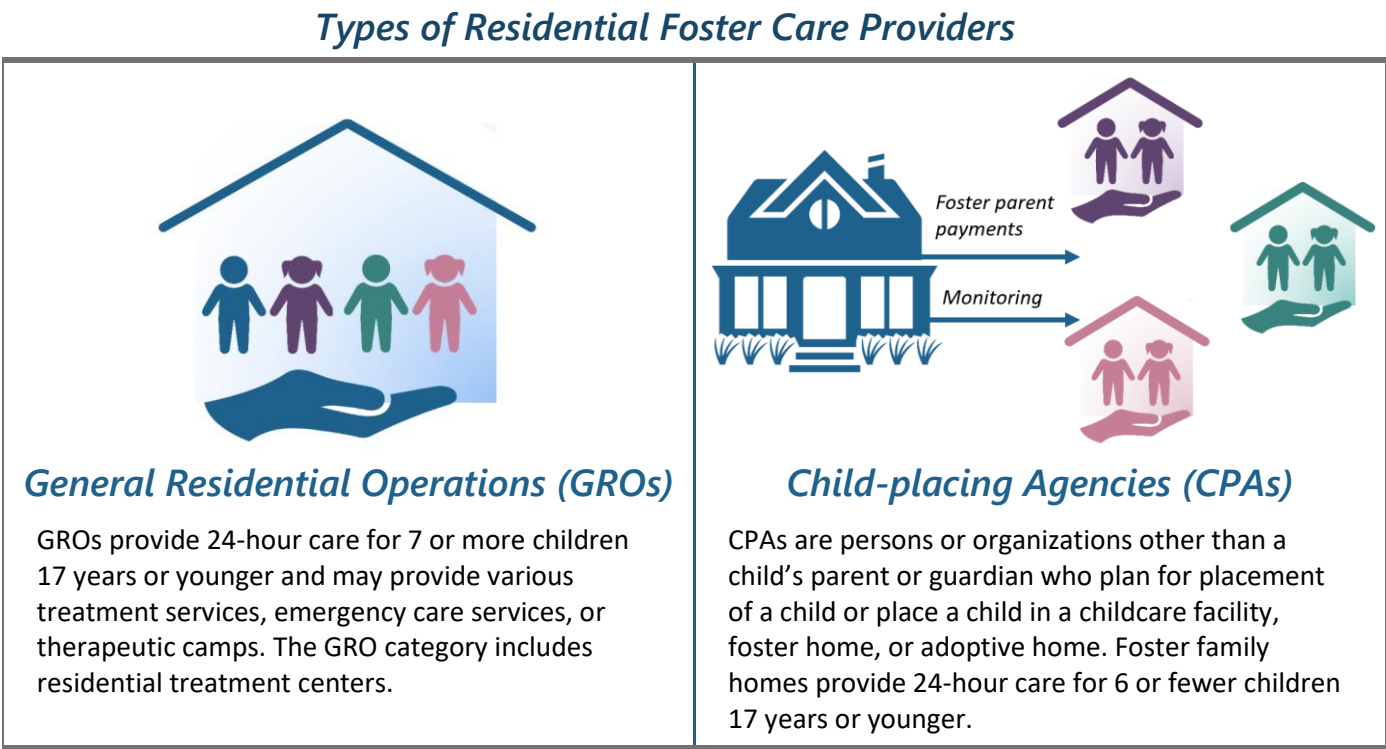 Types of Residential Foster Care Providers
General Residential Operations (GROs)
GROs provide 24-hour care for 7 or more children
17 years or younger and may provide various
treatment services, emergency care services, or
therapeutic camps. The GRO category includes
residential treatment centers.
Foster parent
payments
Monitoring
Child-placing Agencies (CPAs)
CPAs are persons or organizations other than a
child’s parent or guardian who plan for placement
of a child or place a child in a childcare facility,
foster home, or adoptive home. Foster family
homes provide 24-hour care for 6 or fewer children
17 years or younger.